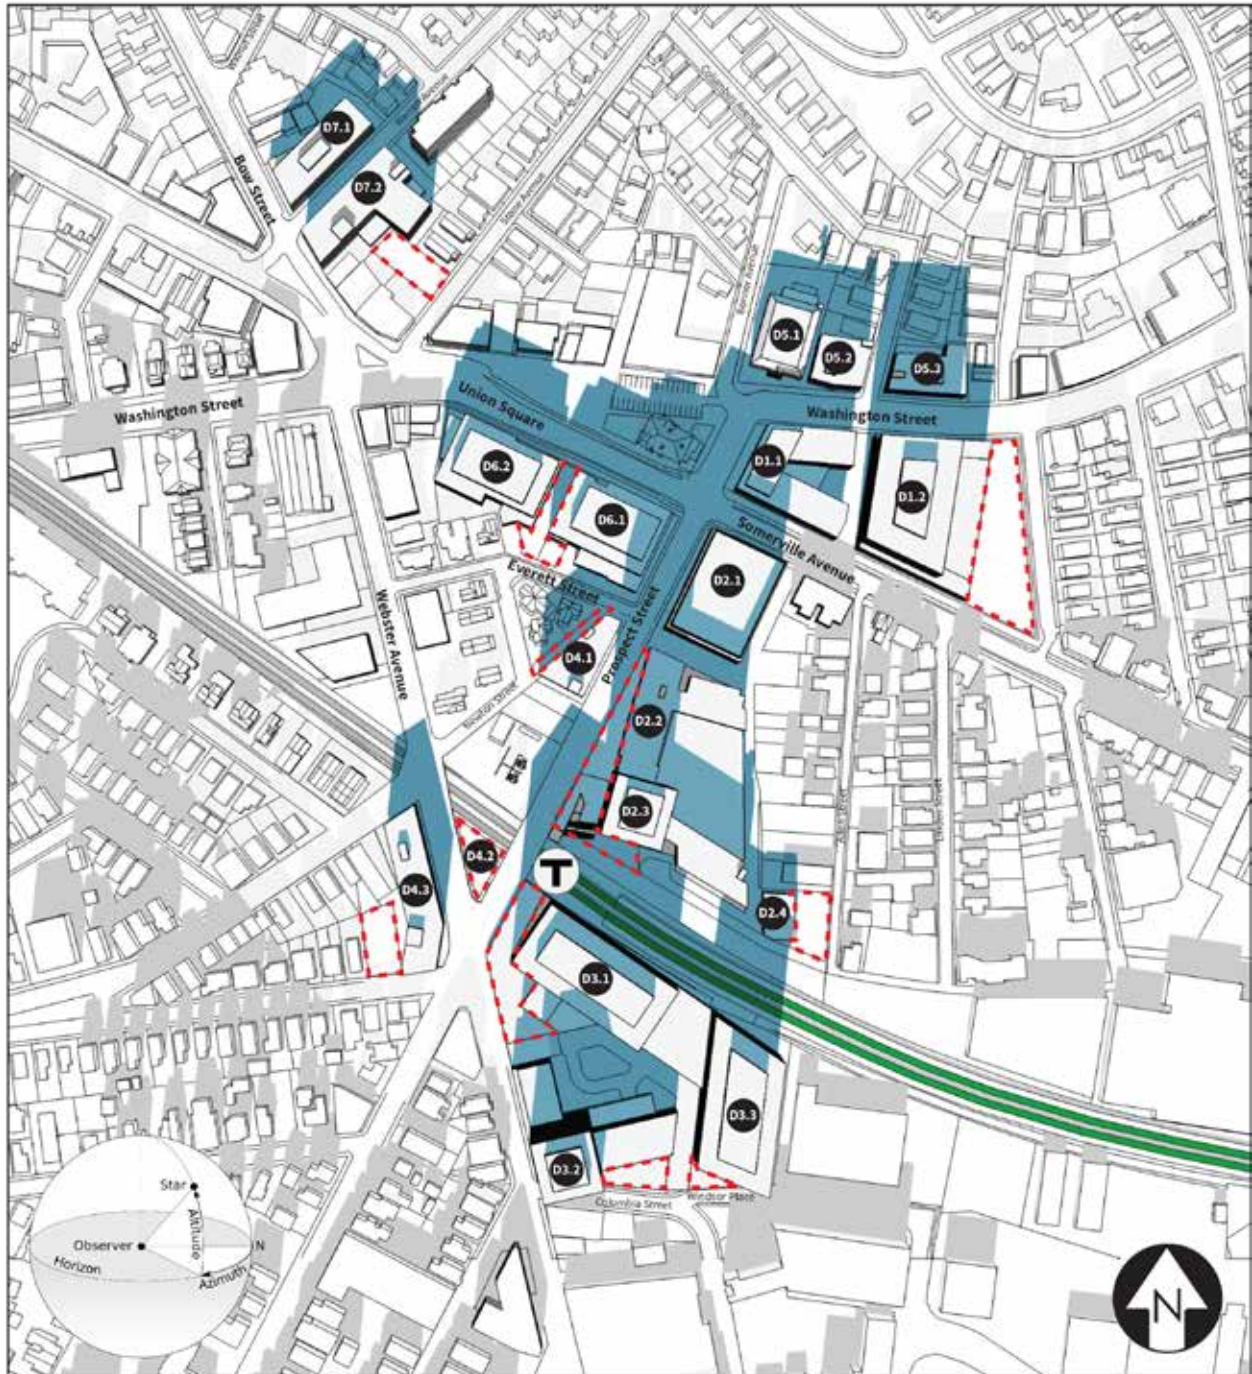 D7.1
Bow Street
D7.2
D5.1
D5.2
D5.3
Washington Street
Union Square
Washington Street
D6.2
D1.1
D1.2
D6.1
Somerville Avenue
Everett Street
D2.1
Webster Avenue
Prospect Street
D4.1
Newton Street
D2.2
D2.3
D4.2
T
D4.3
D2.4
D3.1
D3.3
D3.2
Columbia Street
Windsor Place
Star
Altitude
Observer
N
Horizon
Azimuth
N